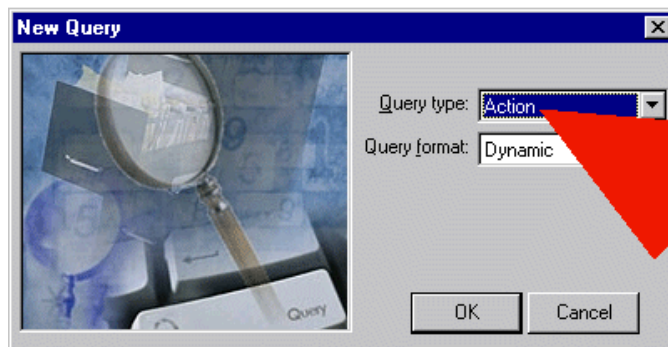 New Query
Query type: Action
Query format: Dynamic
Query
OK Cancel